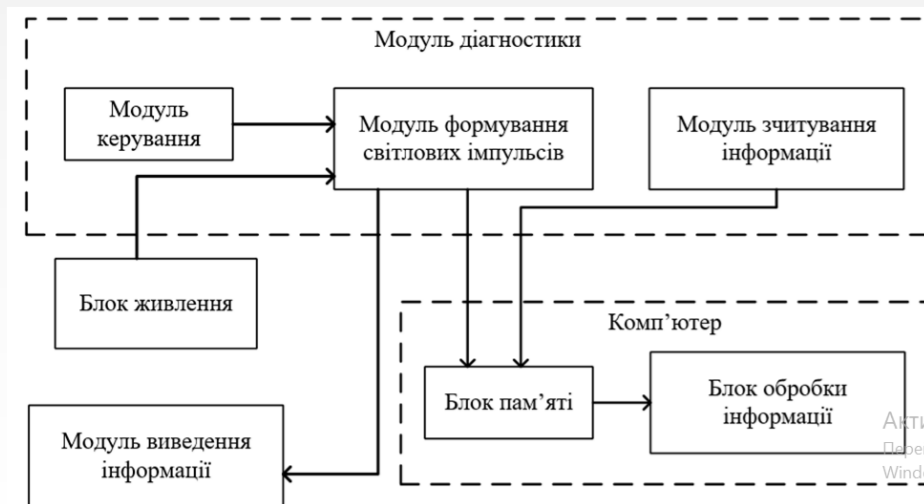 Модуль діагностики
Модуль
керування
Модуль формування
світлових імпульсів
Модуль зчитування
інформації
Блок живлення
Комп’ютер
Блок пам’яті
Блок обробки
інформації
Модуль виведення
інформації